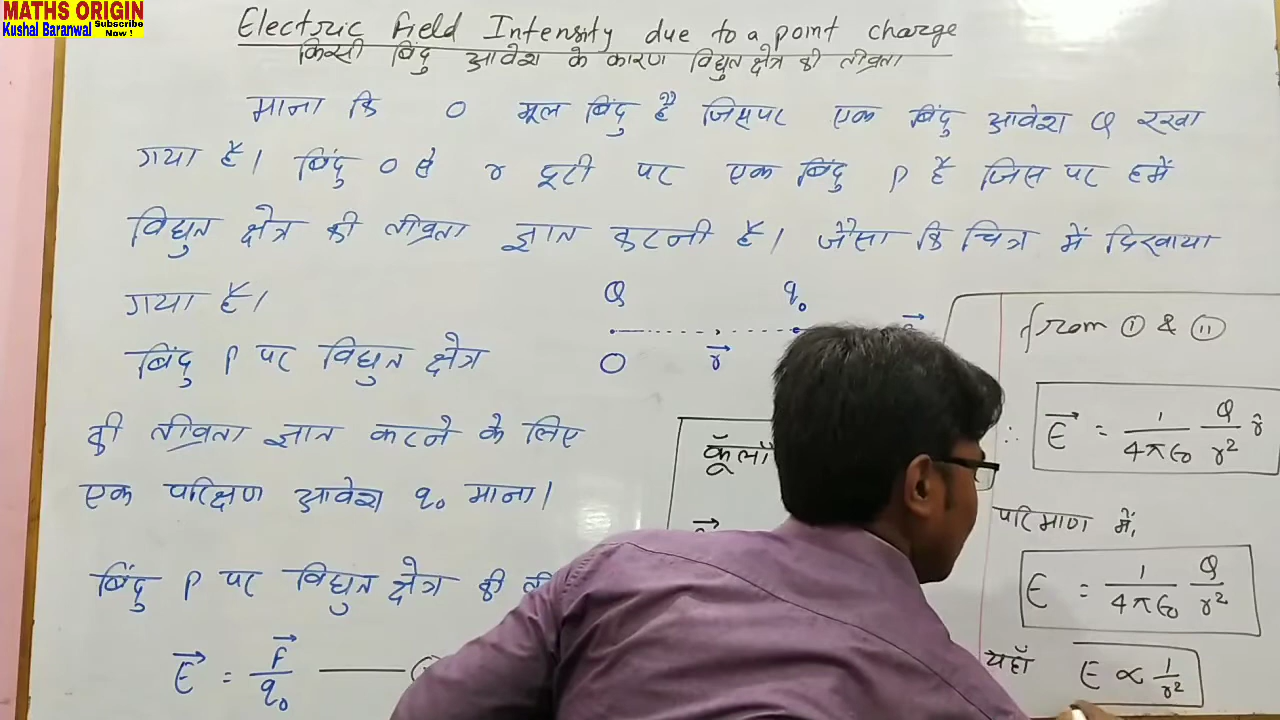 MATHS ORIGIN
Kushal Baranwal Subscribe Now !
Electric Field Intensity due to a point charge
किसी बिंदु आवेश के कारण विद्युत क्षेत्र की तीव्रता
माना कि O मूल बिंदु है जिसपर एक बिंदु आवेश Q रखा
गया है। बिंदु O से r दूरी पर एक बिंदु P है जिस पर हमें
विद्युत क्षेत्र की तीव्रता ज्ञात करनी है। जैसा कि चित्र में दिखाया
गया है।
Q q₀
O r⃗
बिंदु P पर विद्युत क्षेत्र
की तीव्रता ज्ञात करने के लिए
एक परिक्षण आवेश q₀ माना।
बिंदु P पर विद्युत क्षेत्र की
E⃗ = F⃗/q₀
from ① & ⑪
∴ E⃗ = 1/4πϵ₀ Q/r² r̂
परिमाण में,
E = 1/4πϵ₀ Q/r²
यहाँ E ∝ 1/r²